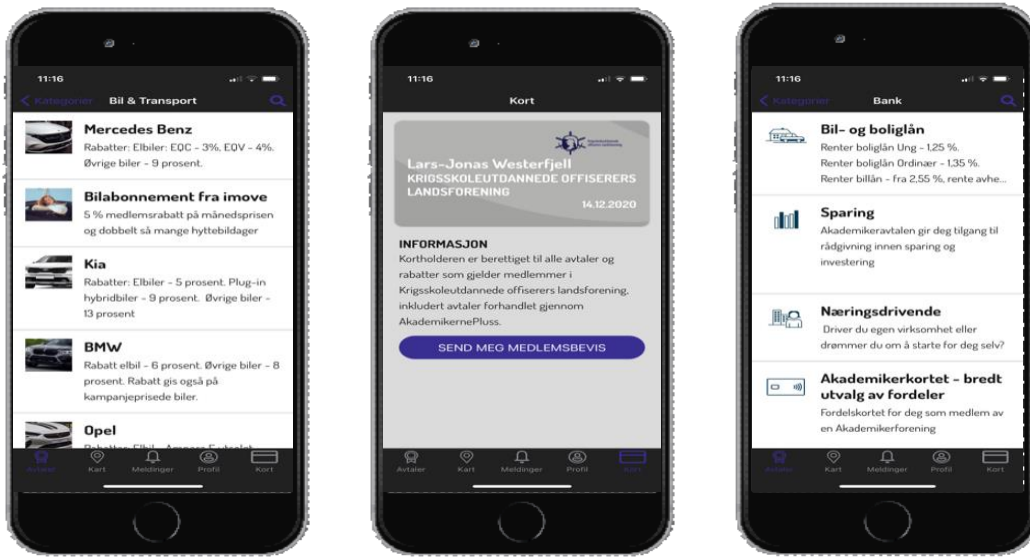 11:16
Kategorier
Bil & Transport
Mercedes Benz
Rabatter: Elbiler: EQC - 3%. EQV - 4%.
Øvrige biler - 9 prosent.
Bilabonnement fra imove
5 % medlemsrabatt på månedsprisen
og dobbelt så mange hyttebildager
Kia
Rabatter: Elbiler - 5 prosent. Plug-in
hybridbiler - 9 prosent. Øvrige biler -
13 prosent
BMW
Rabatt elbil - 6 prosent. Øvrige biler - 8
prosent. Rabatt gis også på
kampanjeprisede biler.
Opel
Avtaler
Kart
Meldinger
Profil
Kort
11:16
Kort
Lars-Jonas Westerfjell
KRIGSSKOLEUTDANNEDE OFFISERERS
LANDSFORENING
14.12.2020
INFORMASJON
Kortholderen er berettiget til alle avtaler og
rabatter som gjelder medlemmer i
Krigsskoleutdannede offiserers landsforening,
inkludert avtaler forhandlet gjennom
AkademikernePluss.
SEND MEG MEDLEMSBEVIS
Avtaler
Kart
Meldinger
Profil
Kort
11:16
Kategorier
Bank
Bil- og boliglån
Renter boliglån Ung - 1,25 %.
Renter boliglån Ordinær - 1,35 %.
Renter billån - fra 2,55 %, rente avhe...
Sparing
Akademikeravtalen gir deg tilgang til
rådgivning innen sparing og
investering
Næringsdrivende
Driver du egen virksomhet eller
drømmer du om å starte for deg selv?
Akademikerkortet - bredt
utvalg av fordeler
Fordelskortet for deg som medlem av
en Akademikerforening
Avtaler
Kart
Meldinger
Profil
Kort